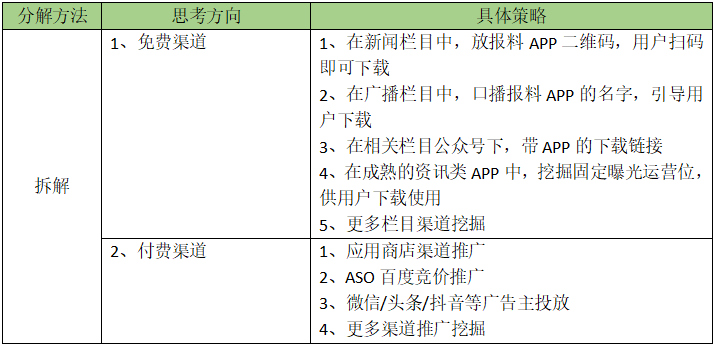 分解方法 思考方向 具体策略
拆解
1、免费渠道
1、在新闻栏目中，放报料 APP 二维码，用户扫码
即可下载
2、在广播栏目中，口播报料 APP 的名字，引导用
户下载
3、在相关栏目公众号下，带 APP 的下载链接
4、在成熟的资讯类 APP 中，挖掘固定曝光运营位，
供用户下载使用
5、更多栏目渠道挖掘
2、付费渠道
1、应用商店渠道推广
2、ASO 百度竞价推广
3、微信/头条/抖音等广告主投放
4、更多渠道推广挖掘